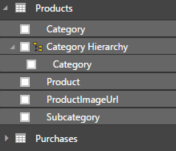 Products
Category
Category Hierarchy
Category
Product
ProductImageUrl
Subcategory
Purchases